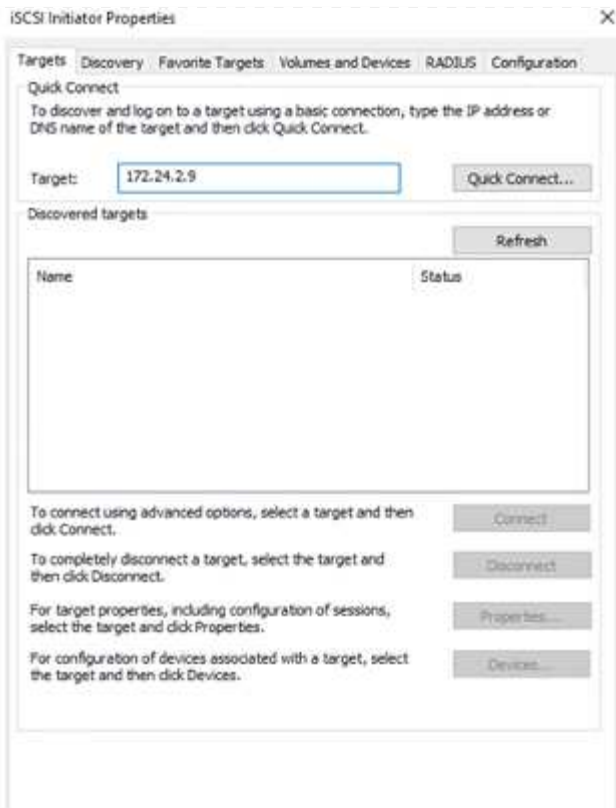 iSCSI Initiator Properties
Targets Discovery Favorite Targets Volumes and Devices RADIUS Configuration
Quick Connect
To discover and log on to a target using a basic connection, type the IP address or
DNS name of the target and then click Quick Connect.
Target: 172.24.2.9 Quick Connect...
Discovered targets
Refresh
Name Status
To connect using advanced options, select a target and then
click Connect.
Connect
To completely disconnect a target, select the target and
then click Disconnect.
Disconnect
For target properties, including configuration of sessions,
select the target and click Properties.
Properties...
For configuration of devices associated with a target, select
the target and then click Devices.
Devices...